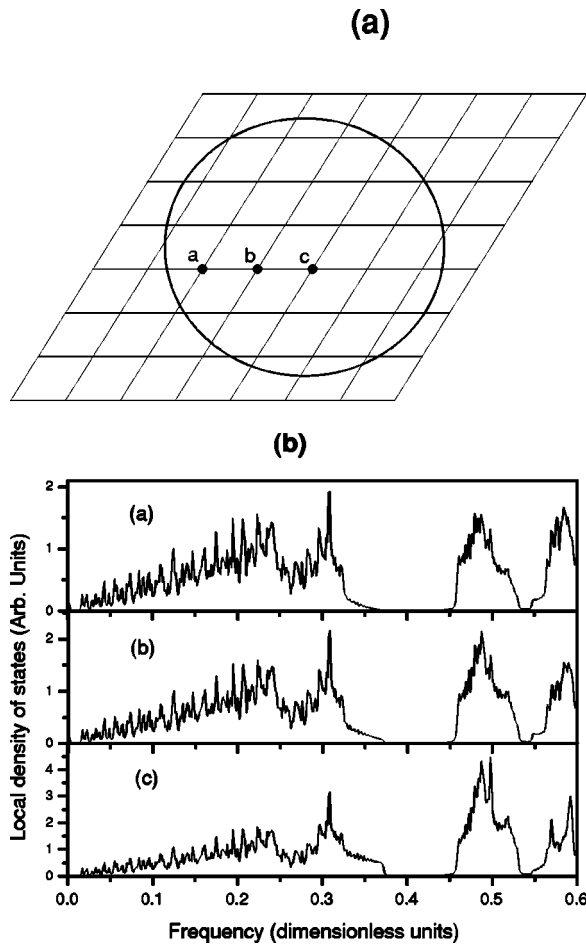 (a)
a b c
(b)
Local density of states (Arb. Units)
2
(a)
1
0
2
(b)
1
0
4
(c)
3
2
1
0
0.0 0.1 0.2 0.3 0.4 0.5 0.6
Frequency (dimensionless units)